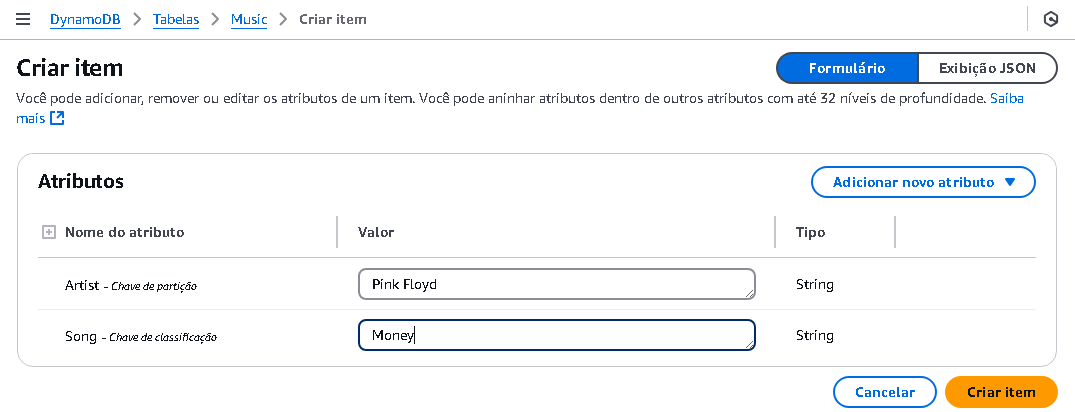 DynamoDB > Tabelas > Music > Criar item
Criar item
Formulário Exibição JSON
Você pode adicionar, remover ou editar os atributos de um item. Você pode aninhar atributos dentro de outros atributos com até 32 níveis de profundidade. Saiba
mais
Atributos
Adicionar novo atributo
Nome do atributo Valor Tipo
Artist - Chave de partição Pink Floyd String
Song - Chave de classificação Money String
Cancelar Criar item